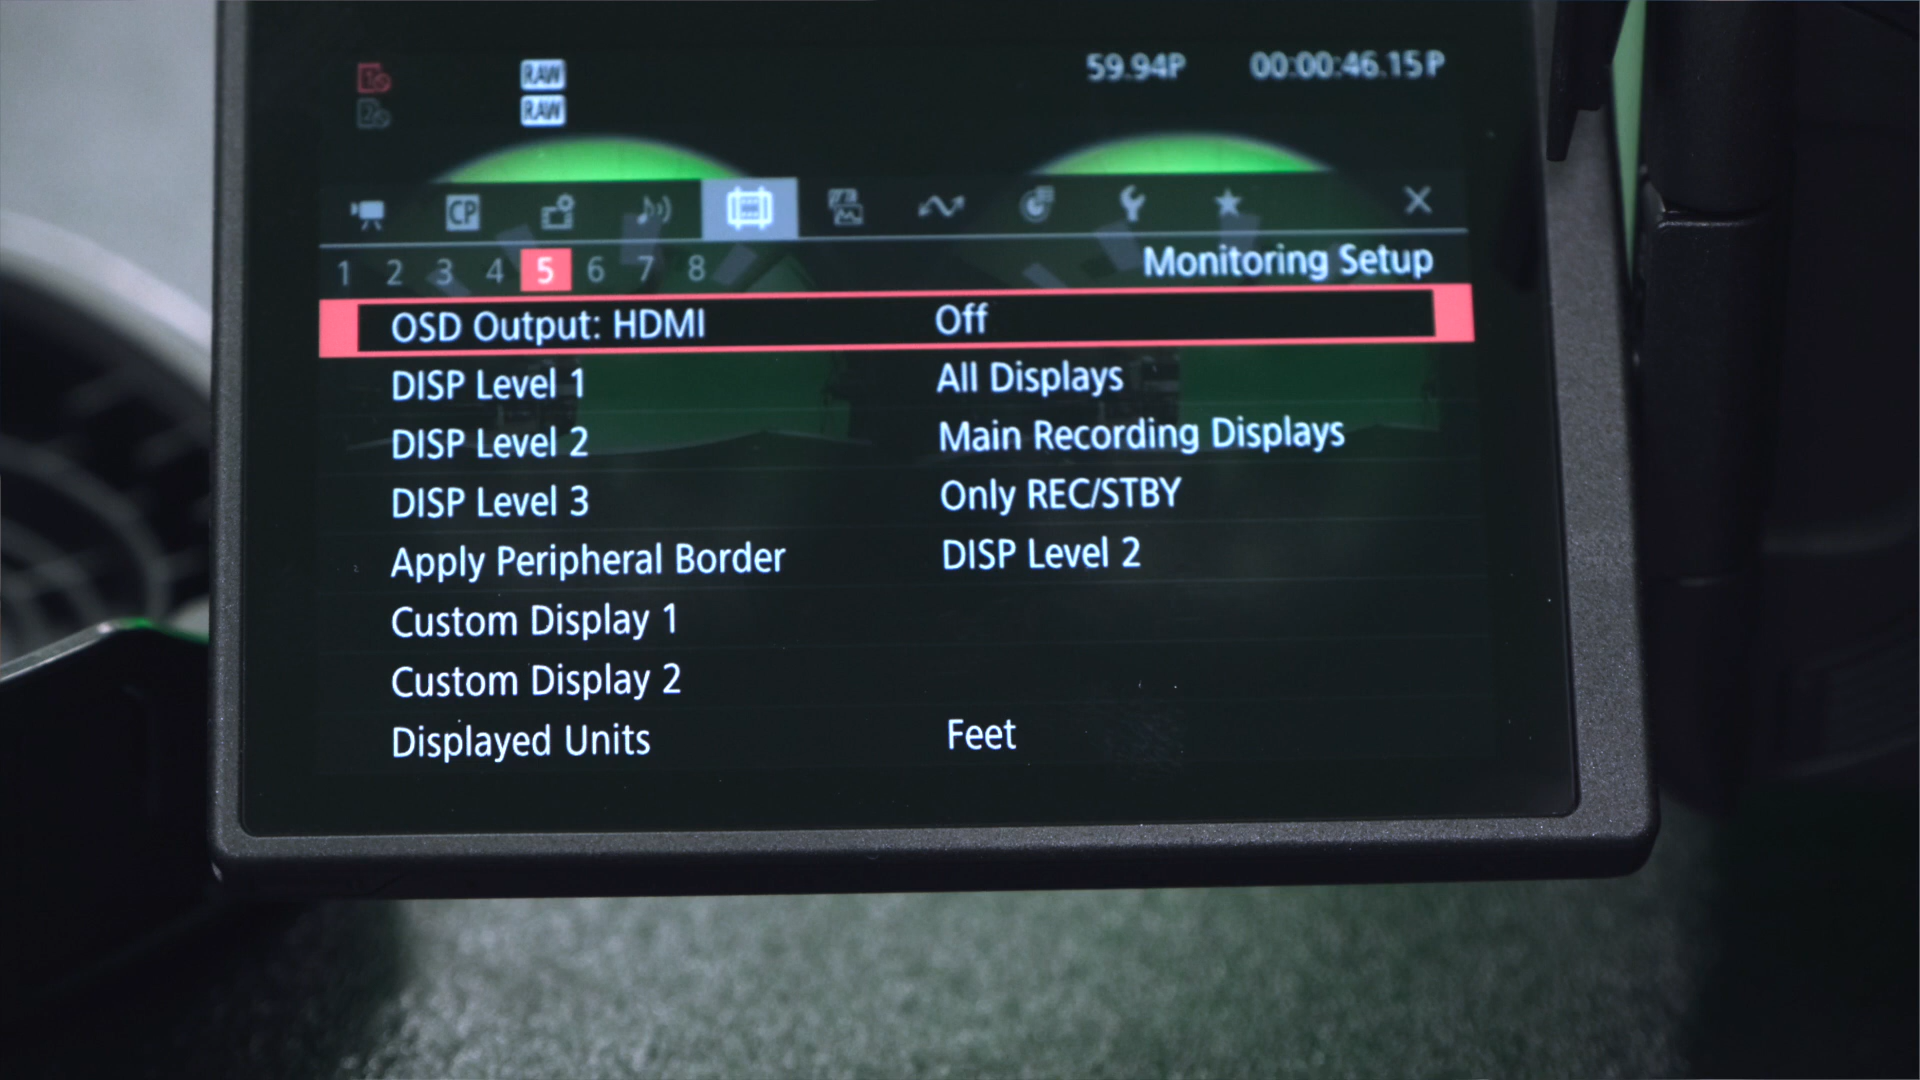 RAW
RAW
59.94P 00:00:46.15P
CP
1 2 3 4 5 6 7 8
Monitoring Setup
OSD Output: HDMI Off
DISP Level 1 All Displays
DISP Level 2 Main Recording Displays
DISP Level 3 Only REC/STBY
Apply Peripheral Border DISP Level 2
Custom Display 1
Custom Display 2
Displayed Units Feet